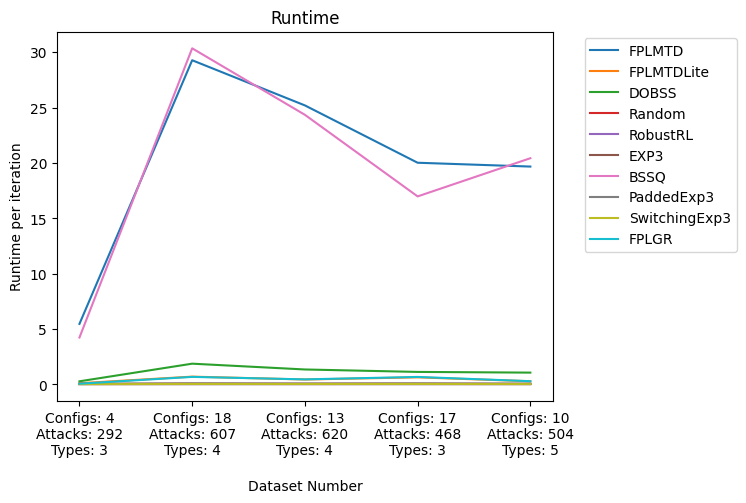 Runtime
Runtime per iteration
30
25
20
15
10
5
0
Configs: 4
Attacks: 292
Types: 3
Configs: 18
Attacks: 607
Types: 4
Configs: 13
Attacks: 620
Types: 4
Configs: 17
Attacks: 468
Types: 3
Configs: 10
Attacks: 504
Types: 5
Dataset Number
FPLMTD
FPLMTDLite
DOBSS
Random
RobustRL
EXP3
BSSQ
PaddedExp3
SwitchingExp3
FPLGR